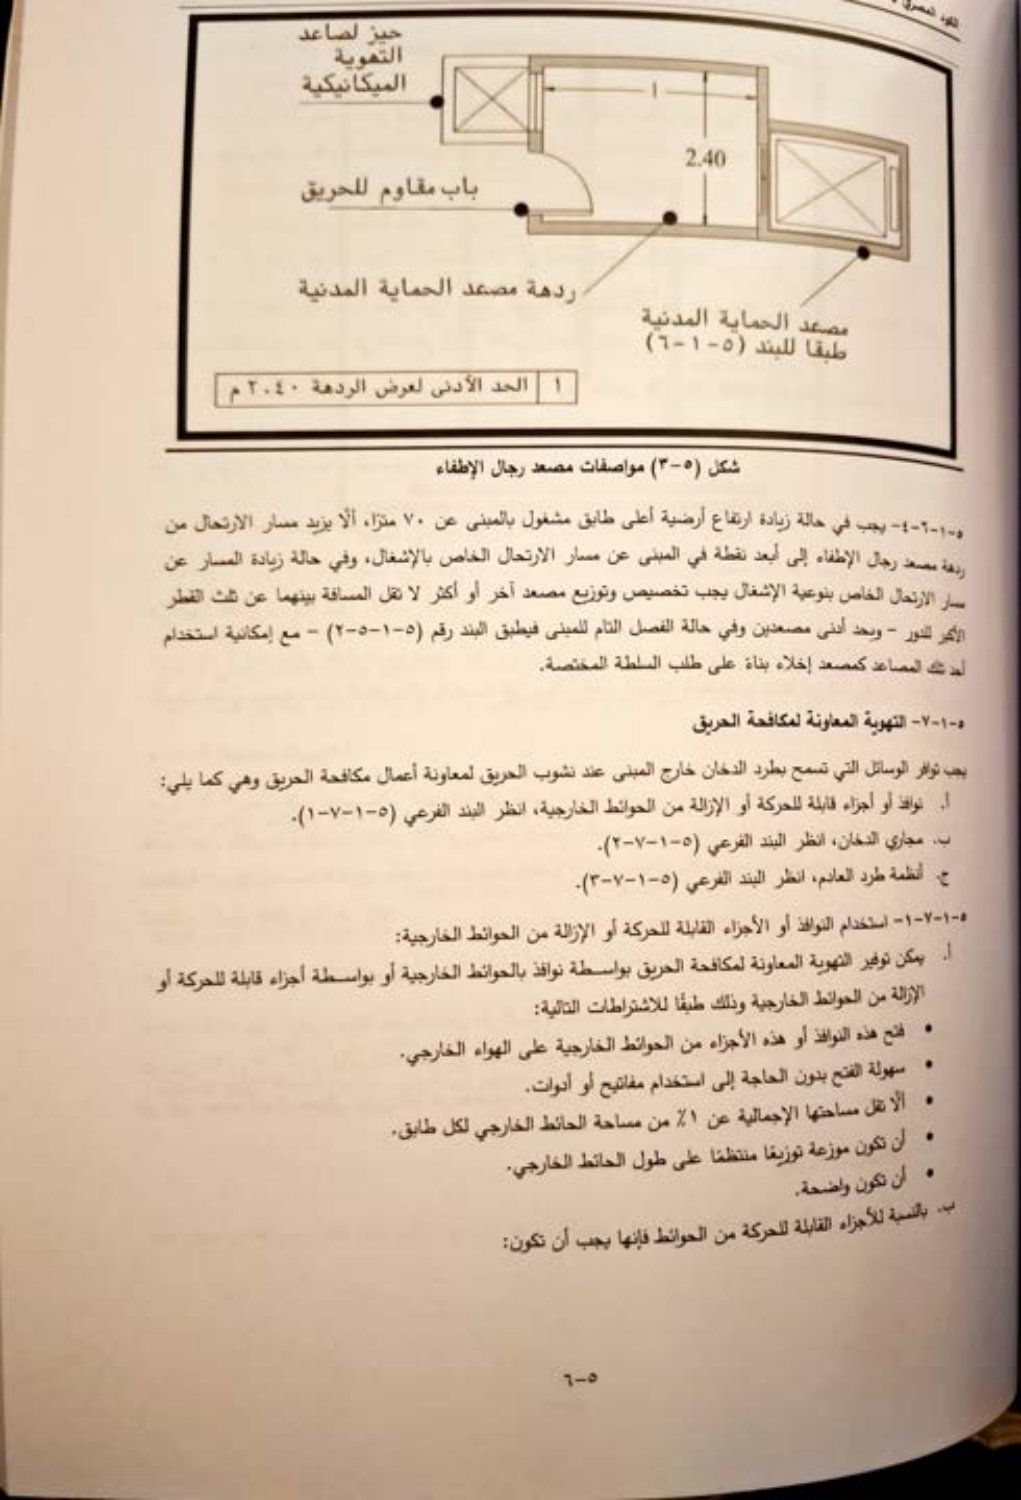 الكود المصري
حيز لصاعد
التهوية
الميكانيكية
١
2.40
باب مقاوم للحريق
ردهة مصعد الحماية المدنية
مصعد الحماية المدنية
طبقا للبند (٥-١-٦)
١ الحد الأدنى لعرض الردهة ٢.٤٠ م
شكل (٥-٣) مواصفات مصعد رجال الإطفاء
٥-١-٦-٤- يجب في حالة زيادة ارتفاع أرضية أعلى طابق مشغول بالمبنى عن ٧٠ مترًا، ألّا يزيد مسار الارتحال من
ردهة مصعد رجال الإطفاء إلى أبعد نقطة في المبنى عن مسار الارتحال الخاص بالإشغال، وفي حالة زيادة المسار عن
مسار الارتحال الخاص بنوعية الإشغال يجب تخصيص وتوزيع مصعد آخر أو أكثر لا تقل المسافة بينهما عن ثلث القطر
الأكبر للدور – وبحد أدنى مصعدين وفي حالة الفصل التام للمبنى فيطبق البند رقم (٥-١-٥-٢) – مع إمكانية استخدام
أحد تلك المصاعد كمصعد إخلاء بناءً على طلب السلطة المختصة.
٥-١-٧- التهوية المعاونة لمكافحة الحريق
يجب توافر الوسائل التي تسمح بطرد الدخان خارج المبنى عند نشوب الحريق لمعاونة أعمال مكافحة الحريق وهي كما يلي:
أ. نوافذ أو أجزاء قابلة للحركة أو الإزالة من الحوائط الخارجية، انظر البند الفرعي (٥-١-٧-١).
ب. مجاري الدخان، انظر البند الفرعي (٥-١-٧-٢).
ج. أنظمة طرد العادم، انظر البند الفرعي (٥-١-٧-٣).
٥-١-٧-١- استخدام النوافذ أو الأجزاء القابلة للحركة أو الإزالة من الحوائط الخارجية:
أ. يمكن توفير التهوية المعاونة لمكافحة الحريق بواسطة نوافذ بالحوائط الخارجية أو بواسطة أجزاء قابلة للحركة أو
الإزالة من الحوائط الخارجية وذلك طبقًا للاشتراطات التالية:
• فتح هذه النوافذ أو هذه الأجزاء من الحوائط الخارجية على الهواء الخارجي.
• سهولة الفتح بدون الحاجة إلى استخدام مفاتيح أو أدوات.
• ألّا تقل مساحتها الإجمالية عن ١٪ من مساحة الحائط الخارجي لكل طابق.
• أن تكون موزعة توزيعًا منتظمًا على طول الحائط الخارجي.
• أن تكون واضحة.
ب. بالنسبة للأجزاء القابلة للحركة من الحوائط فإنها يجب أن تكون:
٥-٦